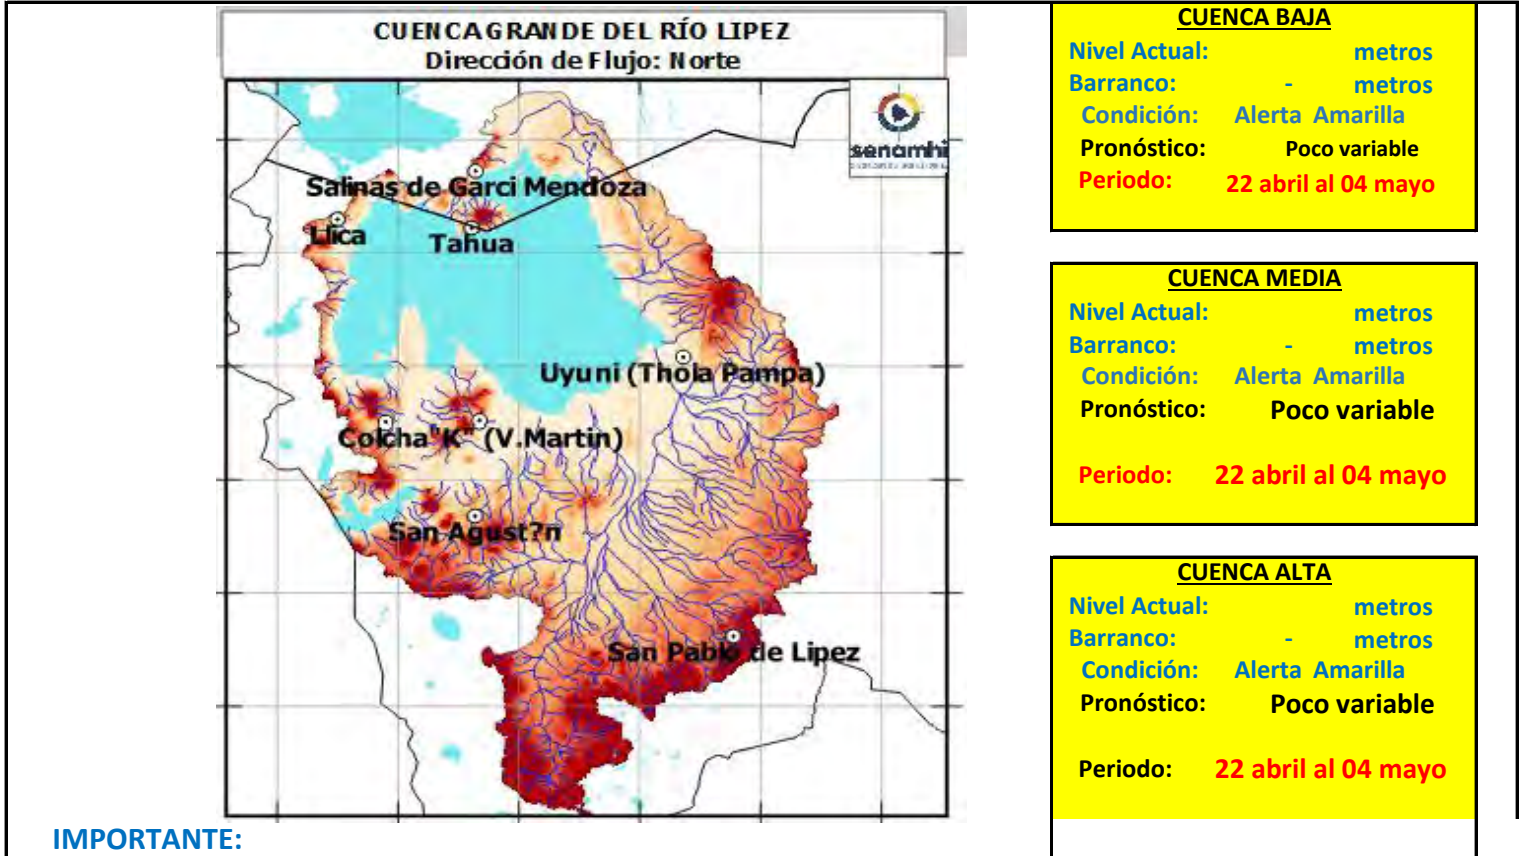 CUENCA GRANDE DEL RÍO LIPEZ
Dirección de Flujo: Norte
senamhi
Salinas de Garci Mendoza
Llica
Tahua
Uyuni (Thola Pampa)
Colcha"K" (V.Martin)
San Agust?n
San Pablo de Lipez
CUENCA BAJA
Nivel Actual: metros
Barranco: - metros
Condición: Alerta Amarilla
Pronóstico: Poco variable
Periodo: 22 abril al 04 mayo
CUENCA MEDIA
Nivel Actual: metros
Barranco: - metros
Condición: Alerta Amarilla
Pronóstico: Poco variable
Periodo: 22 abril al 04 mayo
CUENCA ALTA
Nivel Actual: metros
Barranco: - metros
Condición: Alerta Amarilla
Pronóstico: Poco variable
Periodo: 22 abril al 04 mayo
IMPORTANTE: